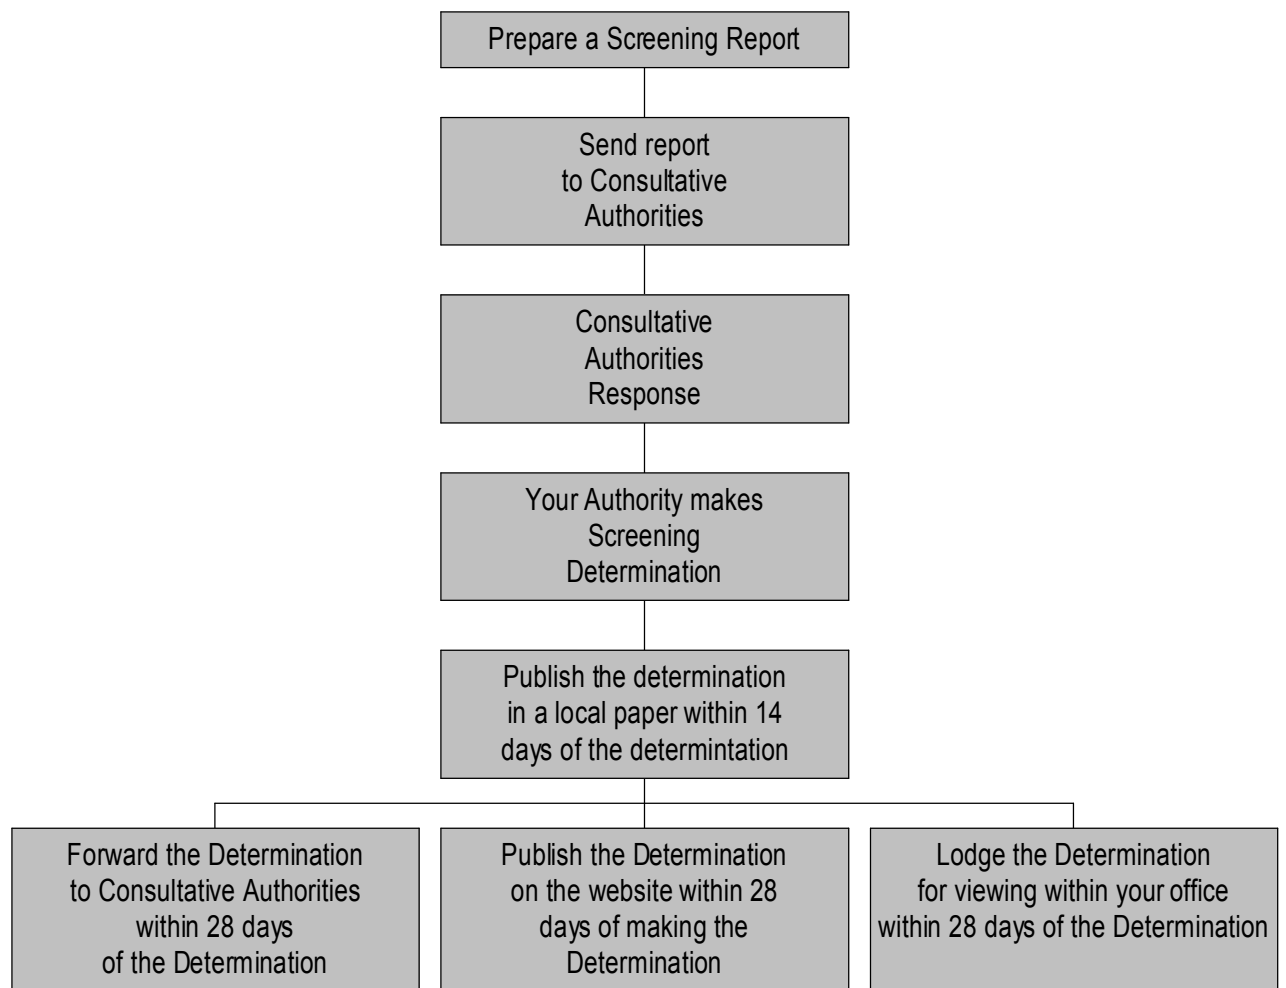 Prepare a Screening Report
Send report
to Consultative
Authorities
Consultative
Authorities
Response
Your Authority makes
Screening
Determination
Publish the determination
in a local paper within 14
days of the determintation
Forward the Determination
to Consultative Authorities
within 28 days
of the Determination
Publish the Determination
on the website within 28
days of making the
Determination
Lodge the Determination
for viewing within your office
within 28 days of the Determination